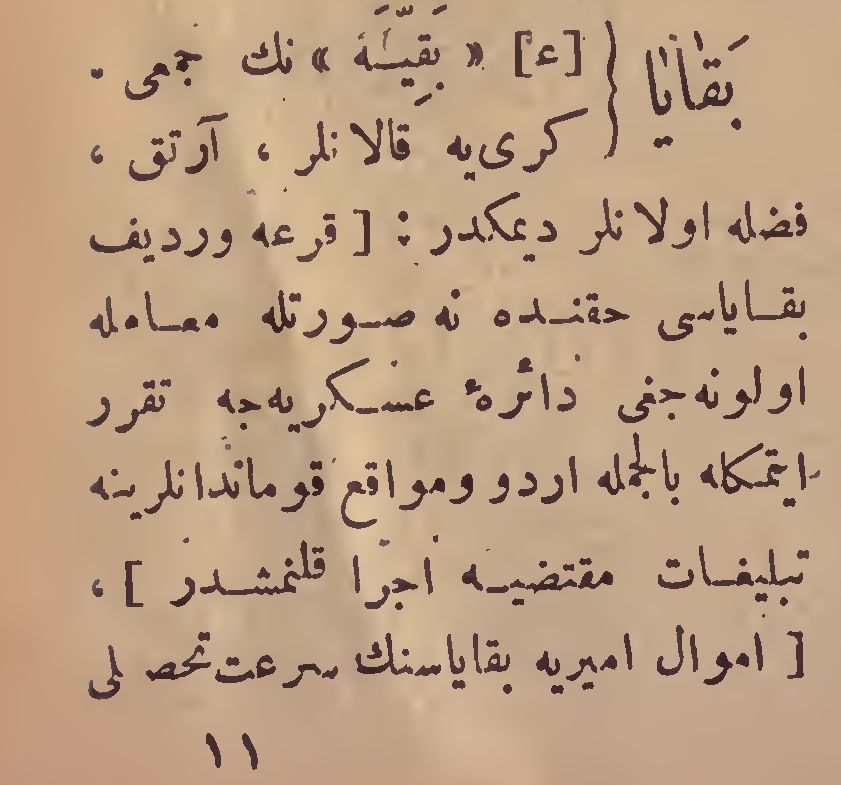 بَقَايَا { [ع] « بَقِيَّه » نك جمعی .
كری‌یه قالانلر ، آرتق ،
فضله اولانلر دیمكدر : [ قرعه وردیف
بقایاسی حقنده نه صورتله معامله
اولونه‌جغی دائرهٔ عسكریه‌جه تقرر
ایتمكله بالجمله اردو ومواقع قوماندانلرینه
تبلیغات مقتضیه اجرا قلنمشدر ] ،
[ اموال امیریه بقایاسنك سرعت تحصیلی
١١